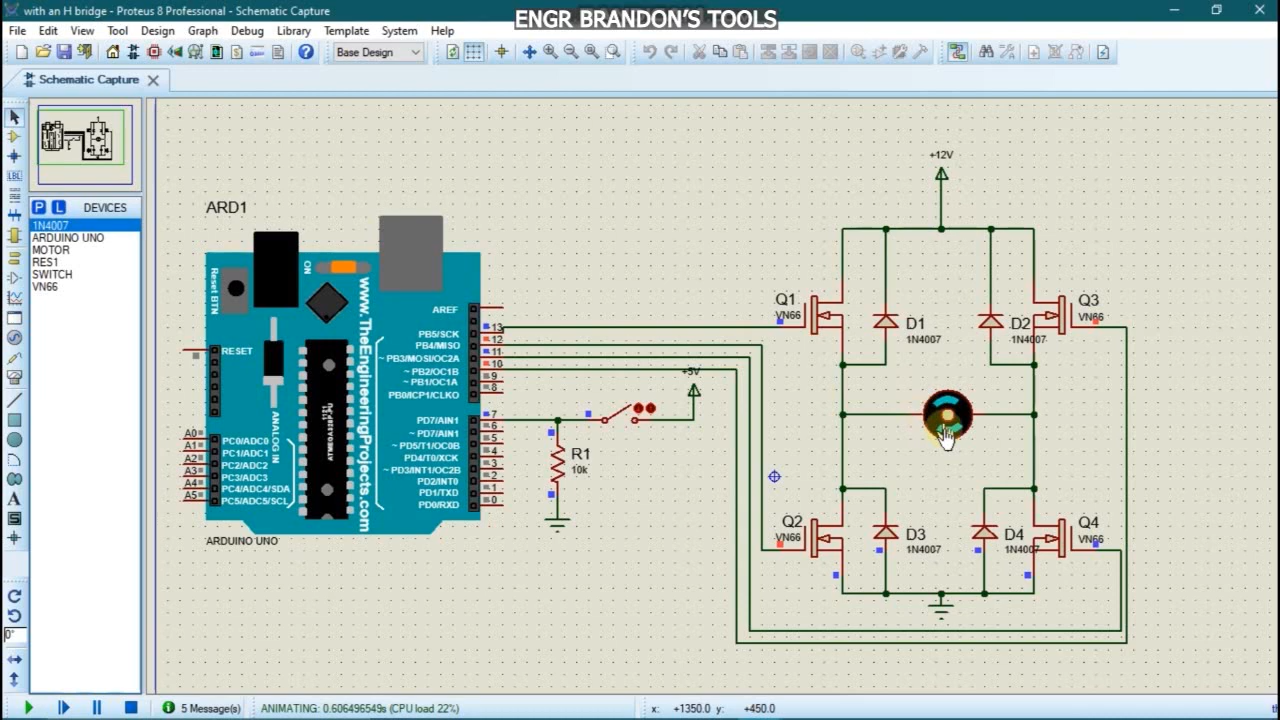 with an H bridge - Proteus 8 Professional - Schematic Capture
ENGR BRANDON'S TOOLS
File Edit View Tool Design Graph Debug Library Template System Help
Base Design
Schematic Capture
P L DEVICES
1N4007
ARDUINO UNO
MOTOR
RES1
SWITCH
VN66
LBL
A
0°
ARD1
Reset BTN
ON
www.TheEngineeringProjects.com
RESET
ANALOG IN
A0 PC0/ADC0
A1 PC1/ADC1
A2 PC2/ADC2
A3 PC3/ADC3
A4 PC4/ADC4/SDA
A5 PC5/ADC5/SCL
AREF
PB5/SCK 13
PB4/MISO 12
~ PB3/MOSI/OC2A 11
~ PB2/OC1B 10
~ PB1/OC1A 9
PB0/ICP1/CLKO 8
PD7/AIN1 7
~ PD7/AIN1 6
~ PD5/T1/OC0B 5
PD4/T0/XCK 4
~ PD3/INT1/OC2B 3
PD2/INT0 2
PD1/TXD 1
PD0/RXD 0
ARDUINO UNO
+5V
R1
10k
+12V
Q1
VN66
D1
1N4007
D2
1N4007
Q3
VN66
Q2
VN66
D3
1N4007
D4
1N4007
Q4
VN66
5 Message(s)
ANIMATING: 0.606496549s (CPU load 22%)
x: +1350.0 y: +450.0